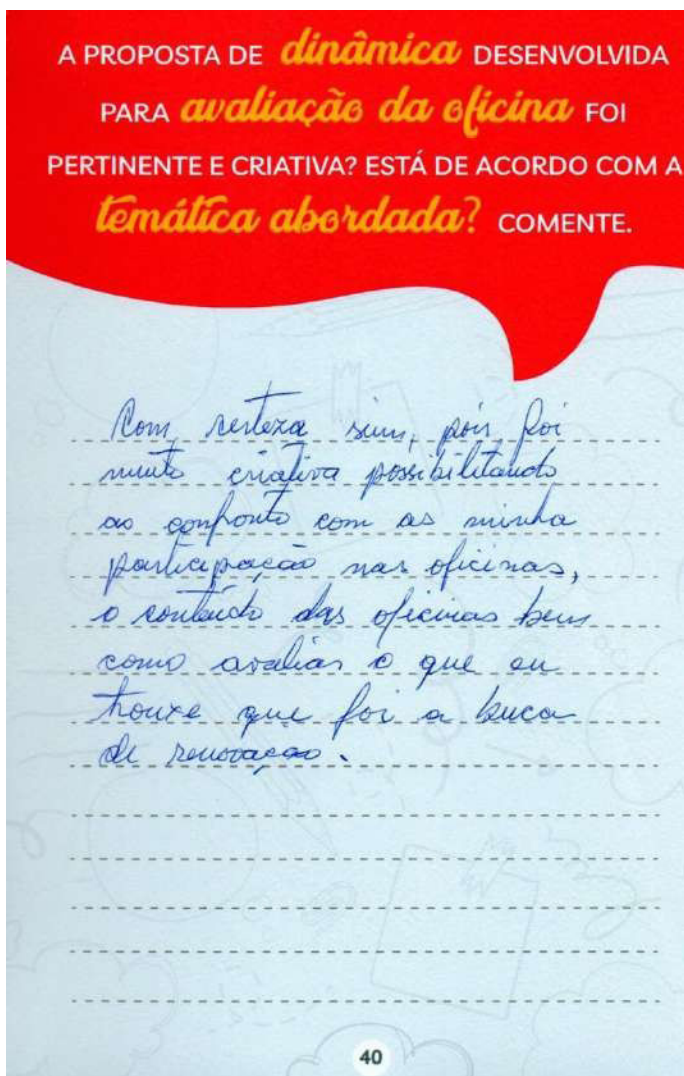 A PROPOSTA DE dinâmica DESENVOLVIDA
PARA avaliação da oficina FOI
PERTINENTE E CRIATIVA? ESTÁ DE ACORDO COM A
temática abordada? COMENTE.
Com certeza sim, pois foi
muito criativa possibilitando
ao confronto com as minha
participação nas oficinas,
o conteúdo das oficinas bem
como avaliar o que eu
trouxe que foi a buca
de renovação.
40